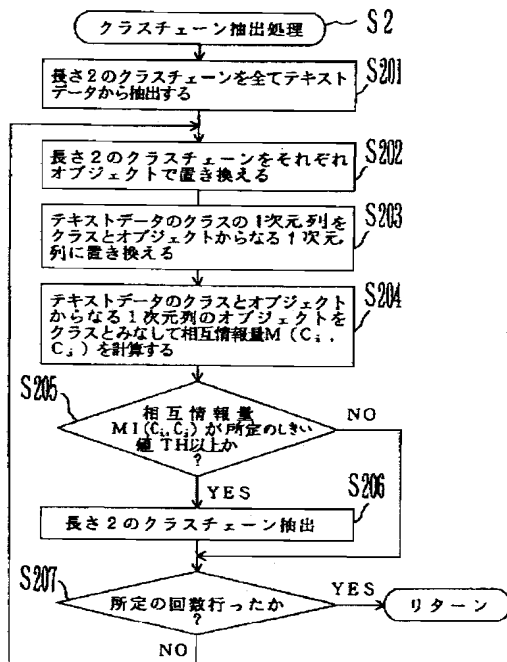 クラスチェーン抽出処理
S2
長さ2のクラスチェーンを全てテキスト
データから抽出する
S201
長さ2のクラスチェーンをそれぞれ
オブジェクトで置き換える
S202
テキストデータのクラスの1次元列を
クラスとオブジェクトからなる1次元
列に置き換える
S203
テキストデータのクラスとオブジェクト
からなる1次元列のオブジェクトを
クラスとみなして相互情報量M(Ci,
Cj)を計算する
S204
S205
相互情報量
MI(Ci,Cj)が所定のしきい
値TH以上か
?
NO
YES
長さ2のクラスチェーン抽出
S206
S207
所定の回数行ったか
?
YES
リターン
NO